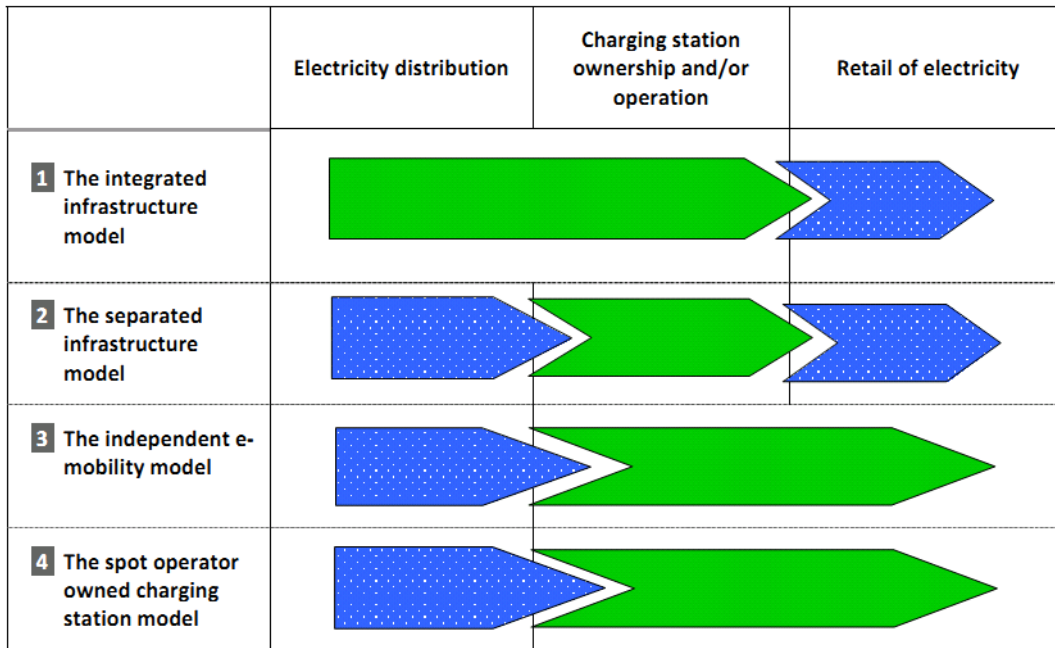 Electricity distribution
Charging station
ownership and/or
operation
Retail of electricity
1 The integrated
infrastructure
model
2 The separated
infrastructure
model
3 The independent e-
mobility model
4 The spot operator
owned charging
station model